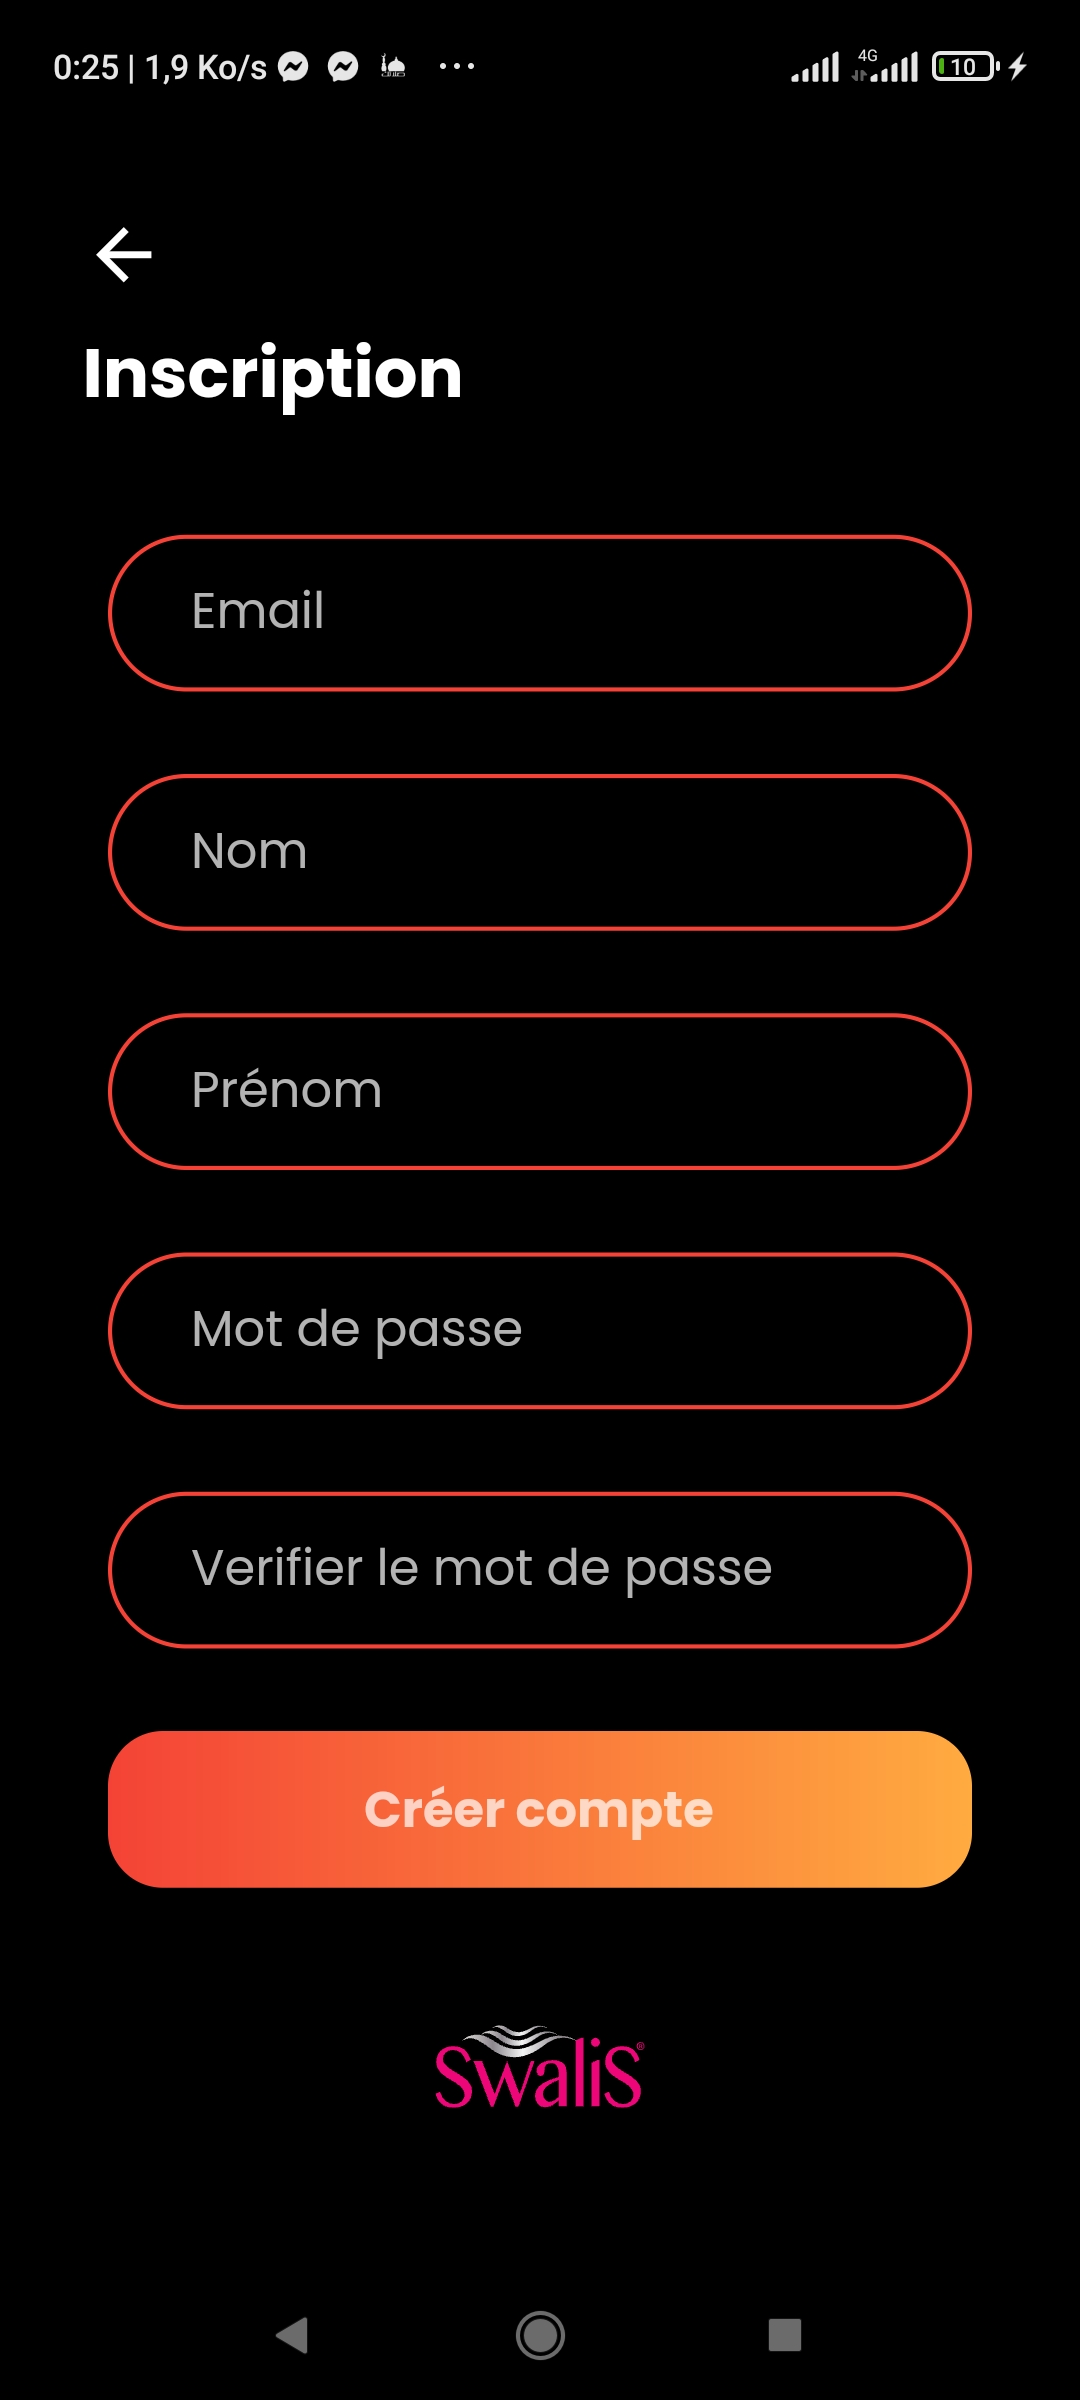 0:25 | 1,9 Ko/s
4G
10
Inscription
Email
Nom
Prénom
Mot de passe
Verifier le mot de passe
Créer compte
SwaliS®